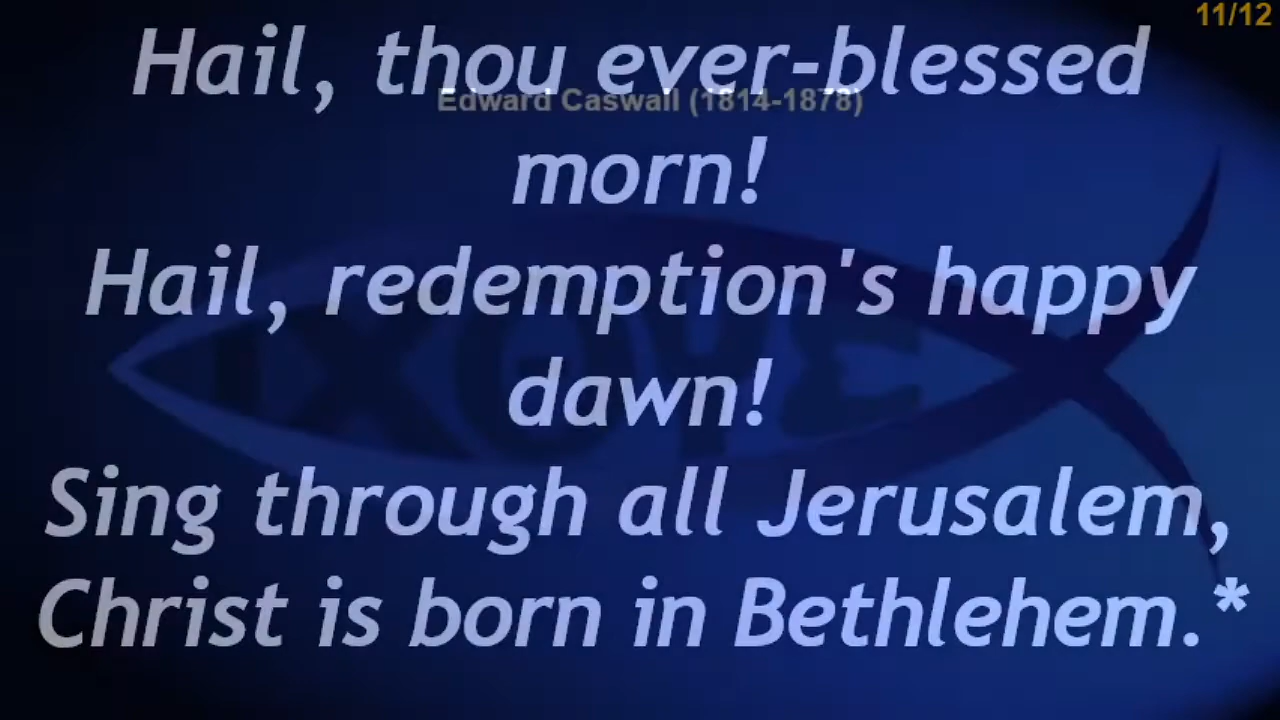 11/12
Hail, thou ever-blessed
Edward Caswall (1814-1878)
morn!
Hail, redemption's happy
dawn!
Sing through all Jerusalem,
Christ is born in Bethlehem.*
ΙΧΘΥΣ